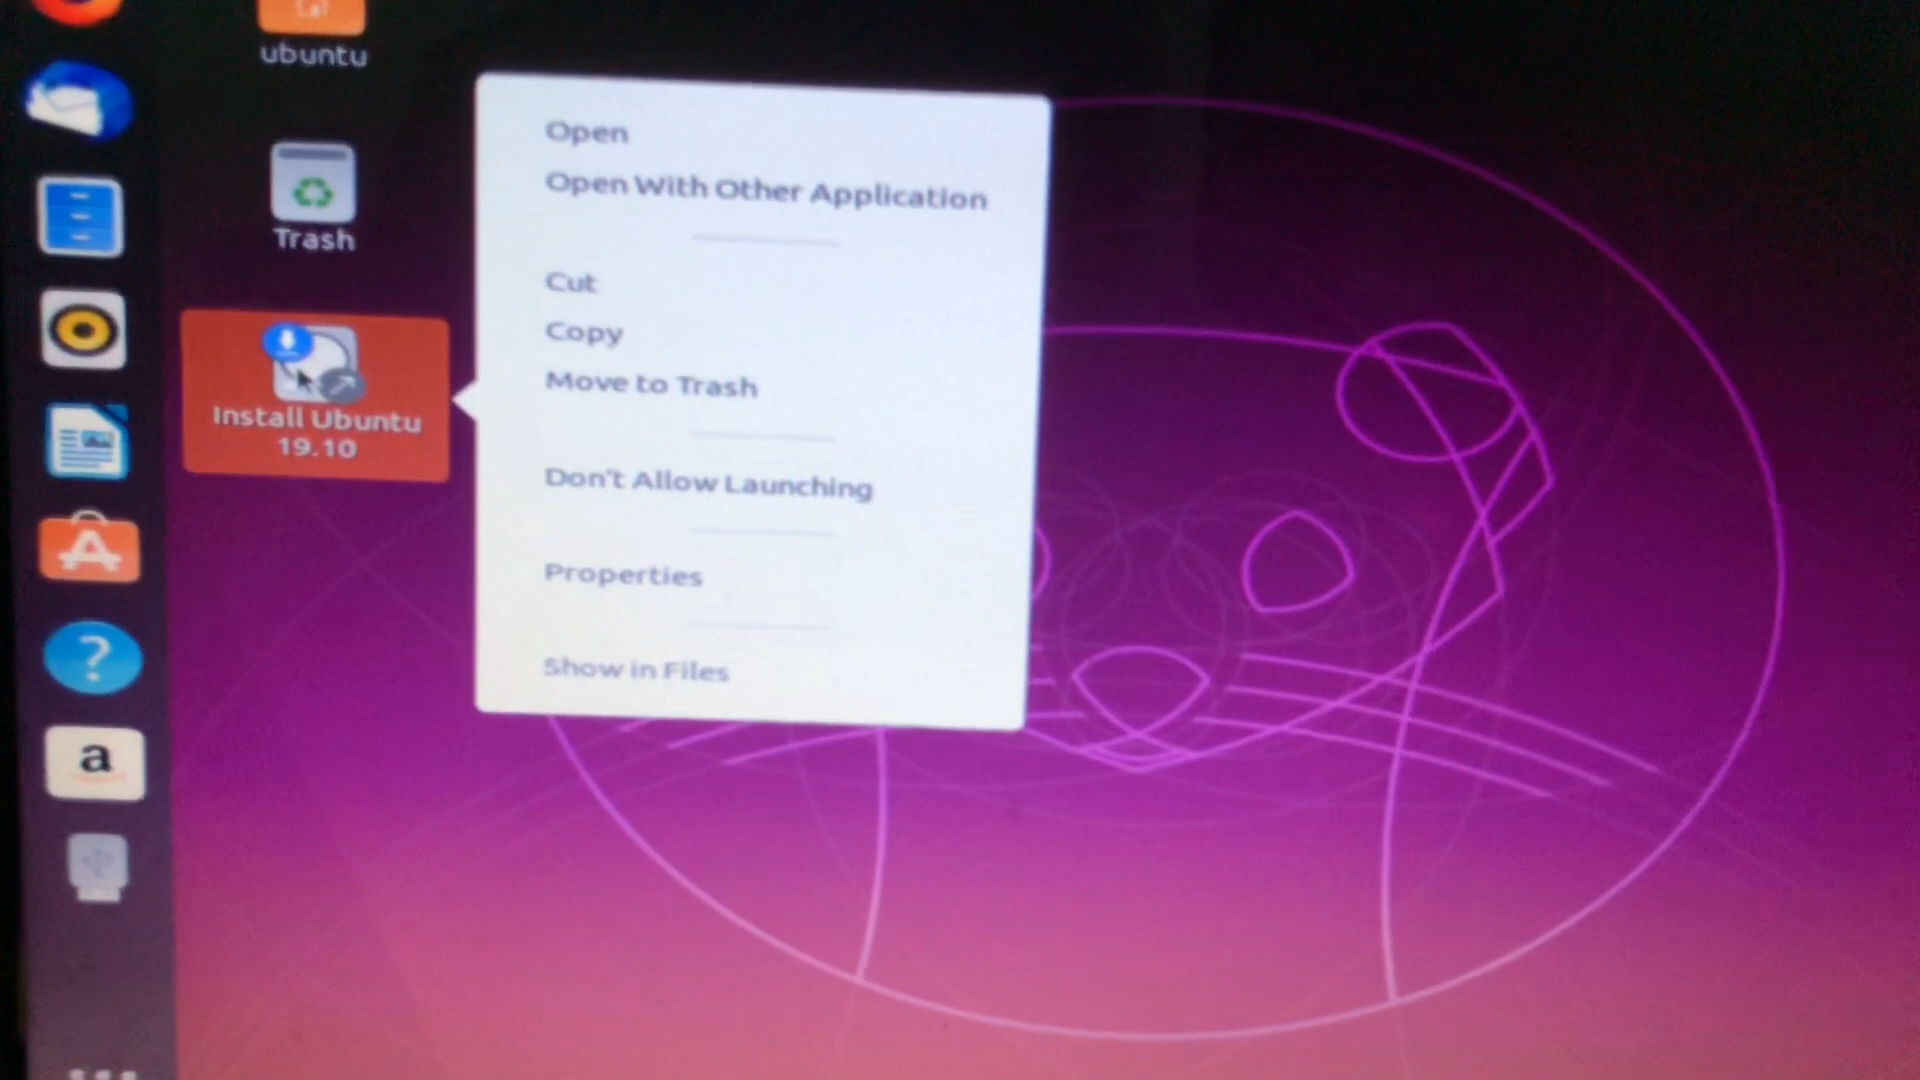 ubuntu
Trash
Install Ubuntu
19.10
Open
Open With Other Application
Cut
Copy
Move to Trash
Don't Allow Launching
Properties
Show in Files
A
?
a